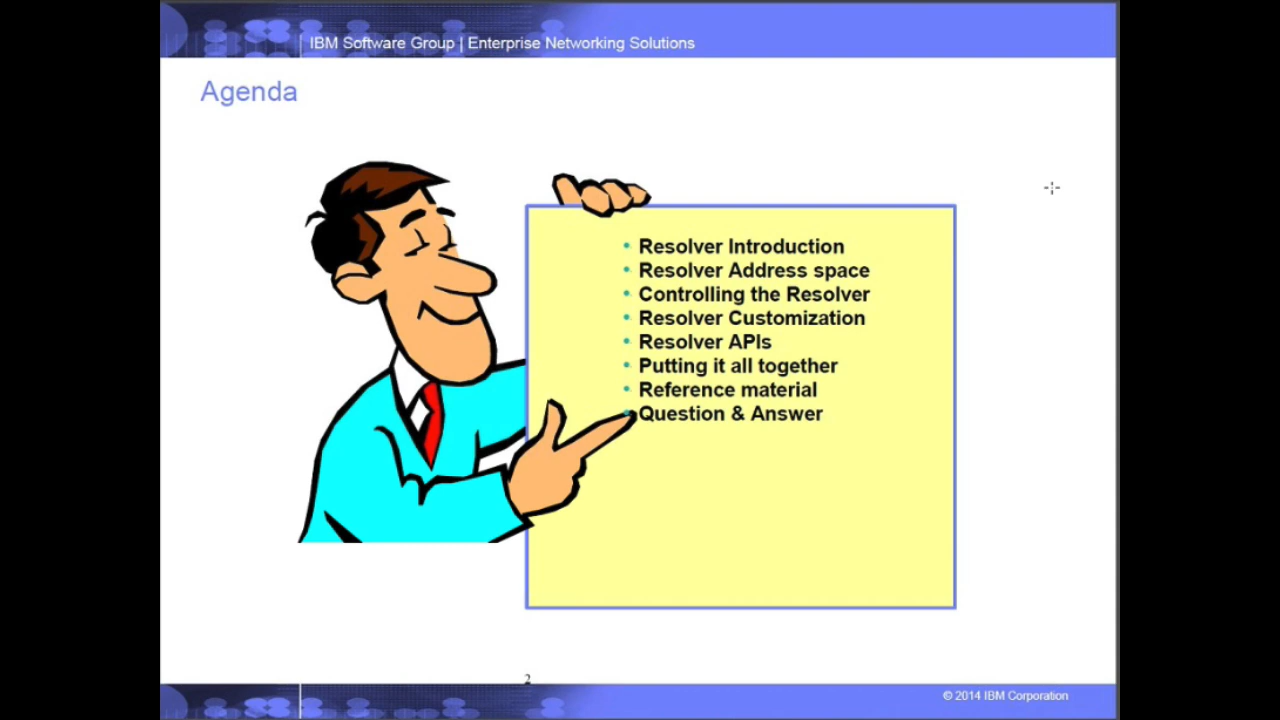 IBM Software Group | Enterprise Networking Solutions
Agenda
• Resolver Introduction
• Resolver Address space
• Controlling the Resolver
• Resolver Customization
• Resolver APIs
• Putting it all together
• Reference material
• Question & Answer
2
© 2014 IBM Corporation